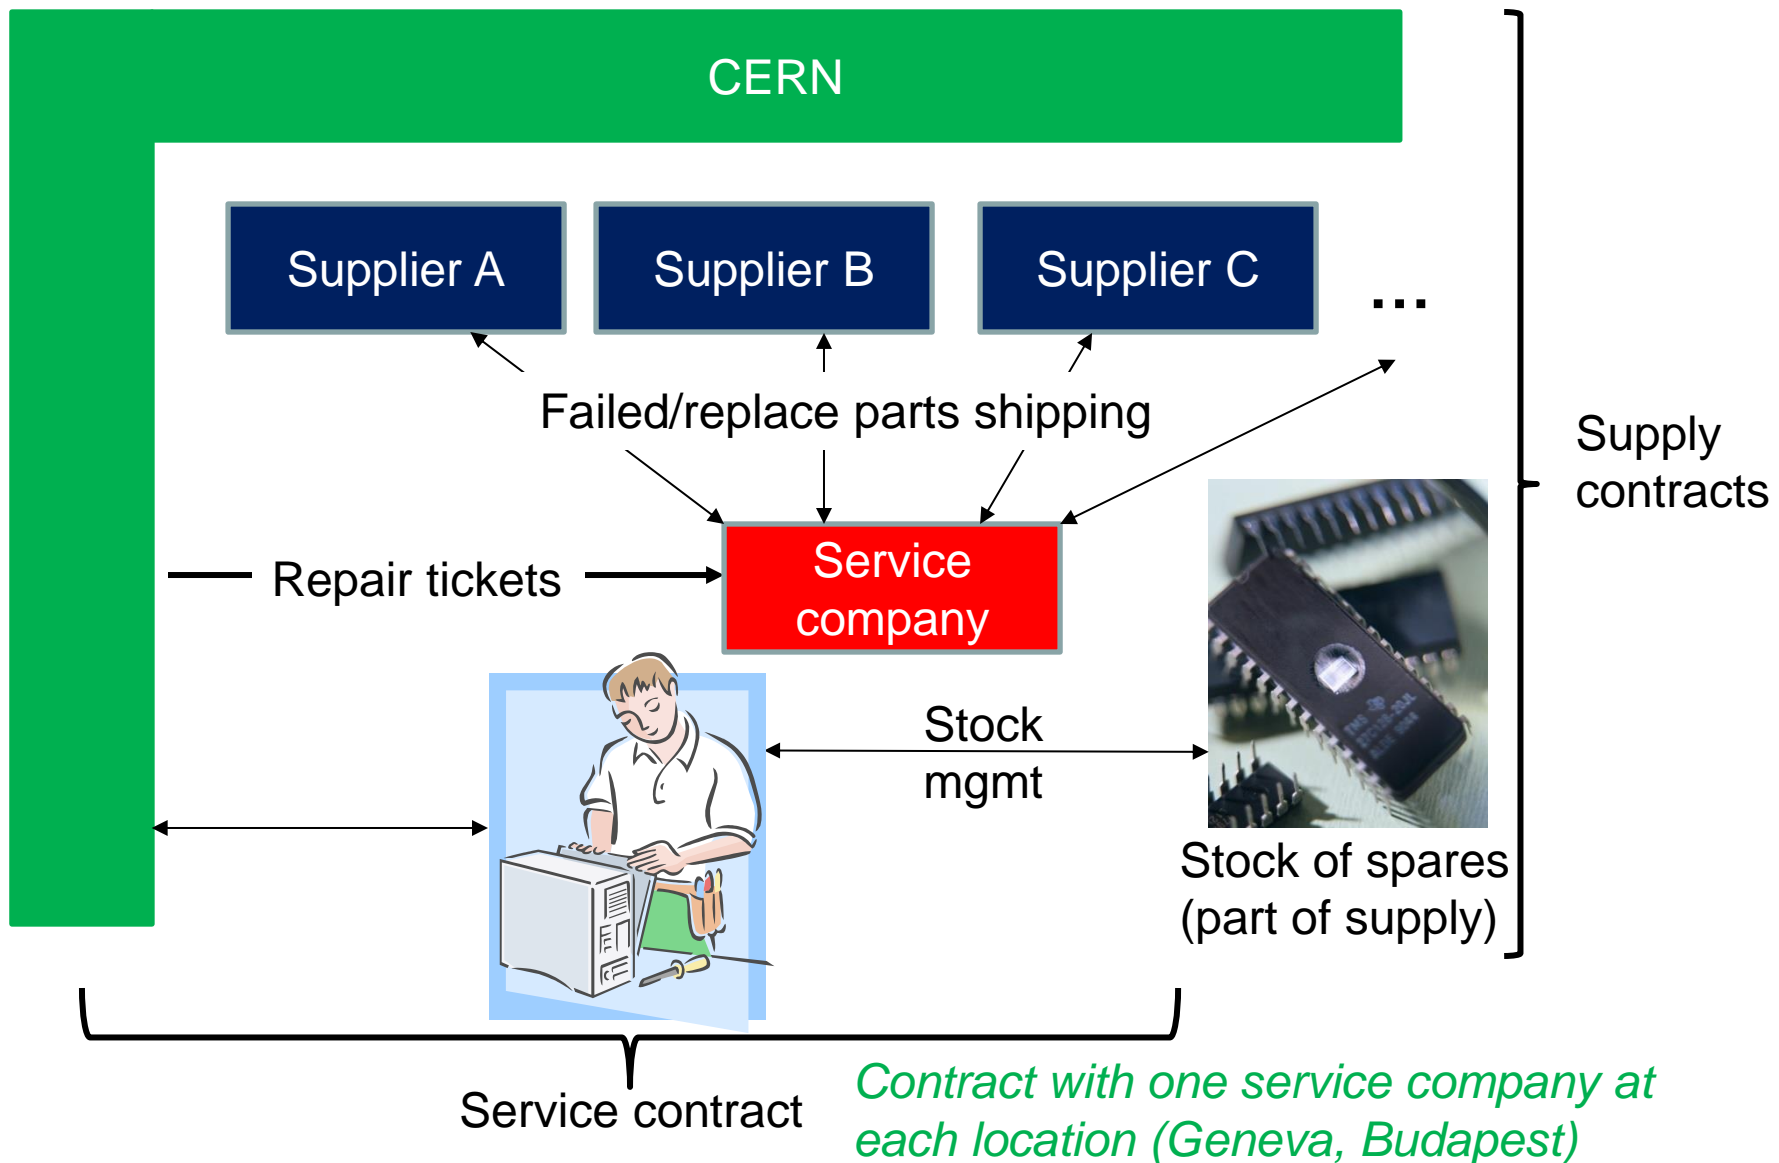 CERN
Supplier A
Supplier B
Supplier C
...
Failed/replace parts shipping
Supply
contracts
Repair tickets
Service
company
Stock
mgmt
Stock of spares
(part of supply)
Service contract
Contract with one service company at
each location (Geneva, Budapest)